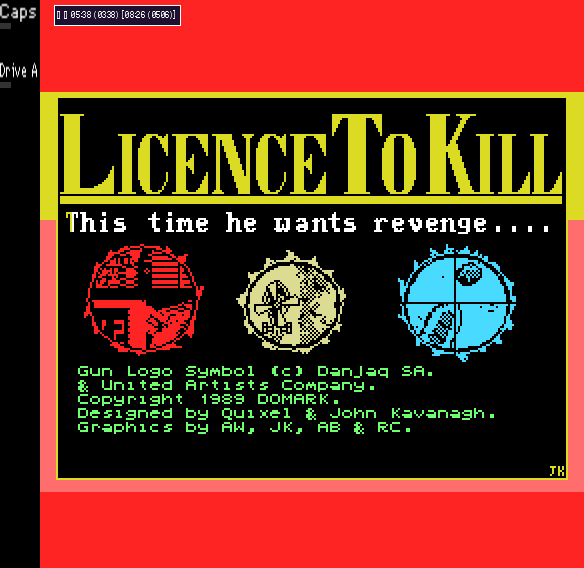 Caps
05:38 (0338) [0826 (0506)]
Drive A
LICENCE TO KILL
This time he wants revenge....
Gun Logo Symbol (c) Danjaq SA.
& United Artists Company.
Copyright 1989 DOMARK.
Designed by Quixel & John Kavanagh.
Graphics by AW, JK, AB & RC.
JK